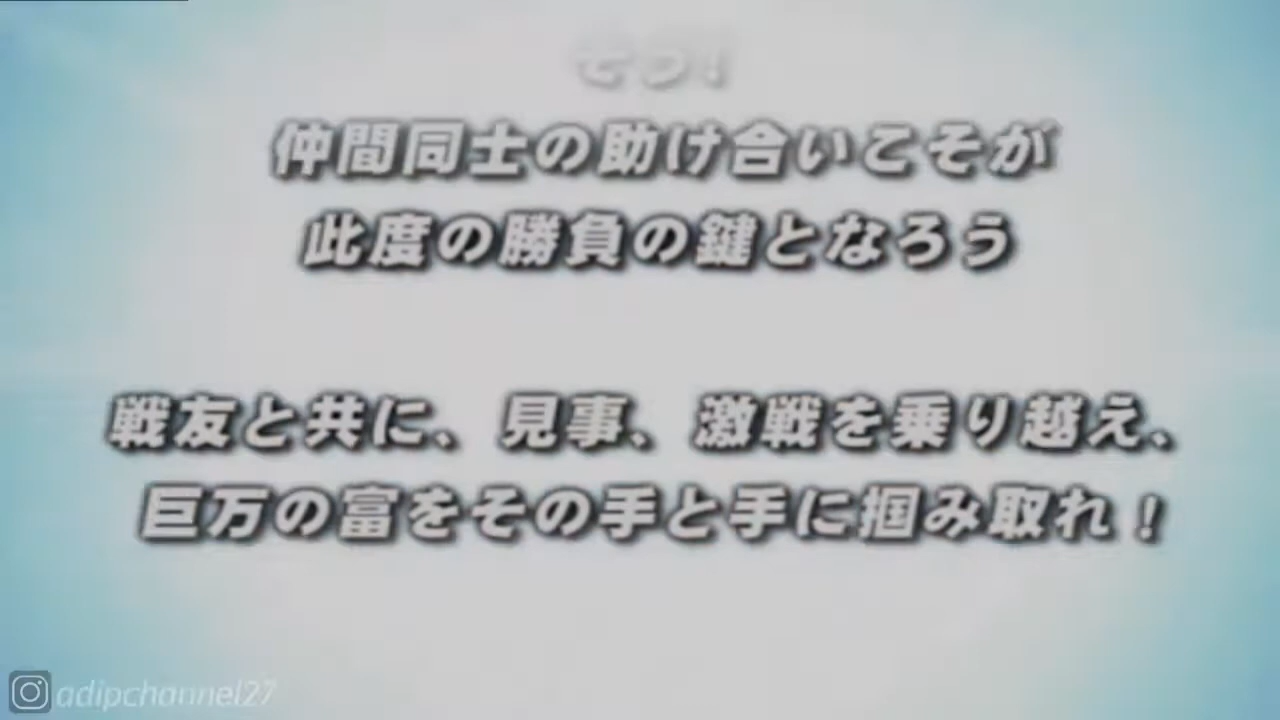 そう!
仲間同士の助け合いこそが
此度の勝負の鍵となろう
戦友と共に、見事、激戦を乗り越え、
巨万の富をその手と手に掴み取れ!
adipchannel27